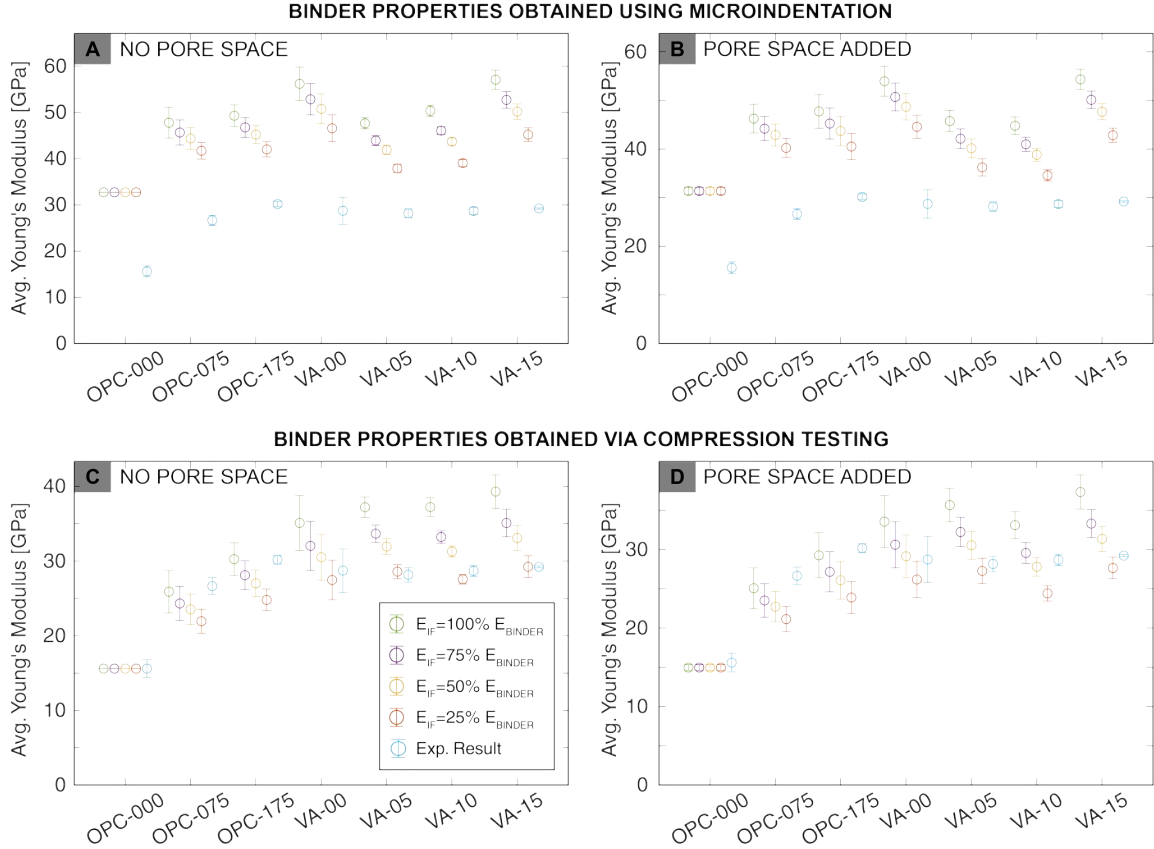 BINDER PROPERTIES OBTAINED USING MICROINDENTATION
A NO PORE SPACE
Avg. Young's Modulus [GPa]
60
50
40
30
20
10
0
OPC-000 OPC-075 OPC-175 VA-00 VA-05 VA-10 VA-15
B PORE SPACE ADDED
Avg. Young's Modulus [GPa]
60
40
20
0
OPC-000 OPC-075 OPC-175 VA-00 VA-05 VA-10 VA-15
BINDER PROPERTIES OBTAINED VIA COMPRESSION TESTING
C NO PORE SPACE
Avg. Young's Modulus [GPa]
40
30
20
10
0
E_IF=100% E_BINDER
E_IF=75% E_BINDER
E_IF=50% E_BINDER
E_IF=25% E_BINDER
Exp. Result
OPC-000 OPC-075 OPC-175 VA-00 VA-05 VA-10 VA-15
D PORE SPACE ADDED
Avg. Young's Modulus [GPa]
30
20
10
0
OPC-000 OPC-075 OPC-175 VA-00 VA-05 VA-10 VA-15